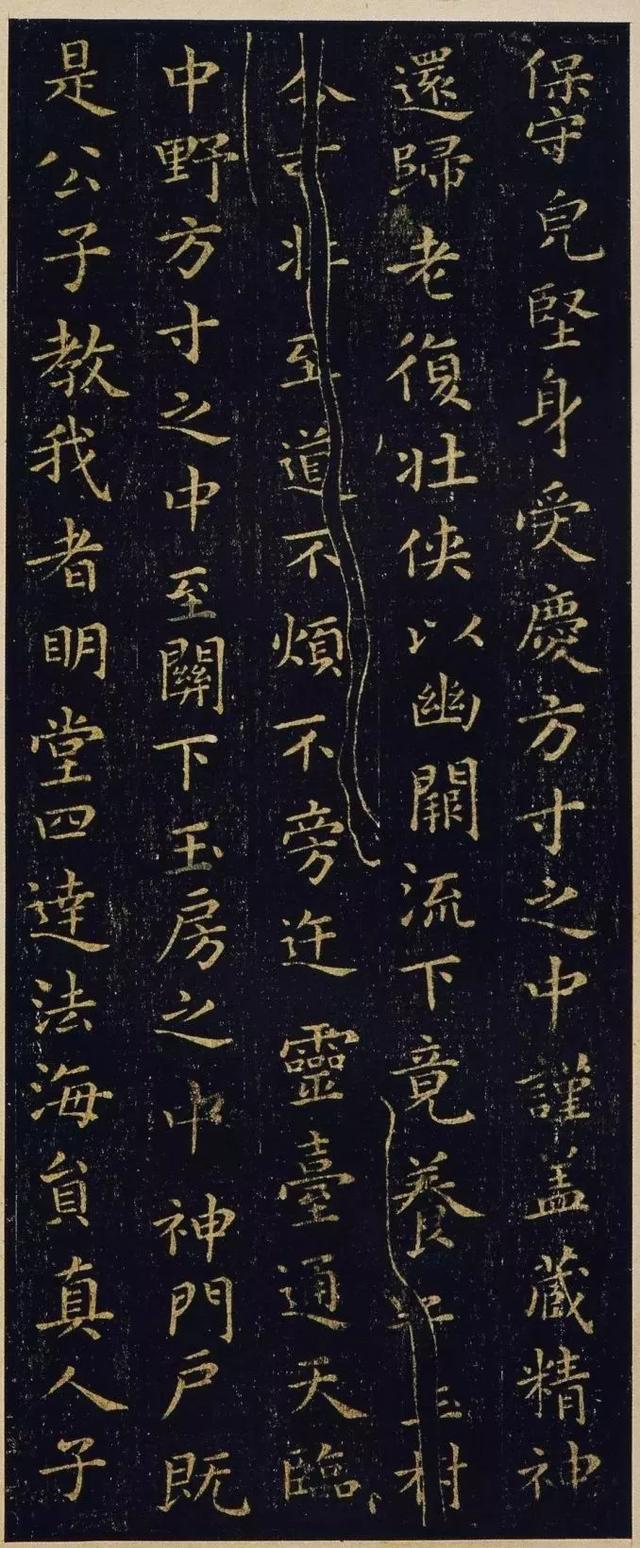 保守皃堅身受慶方寸之中謹盖藏精神
還歸老復壯俠以幽闕流下竟養玉樹
可壯至道不煩不旁迕靈臺通天臨
中野方寸之中至關下玉房之中神門戶既
是公子教我者明堂四達法海員真人子